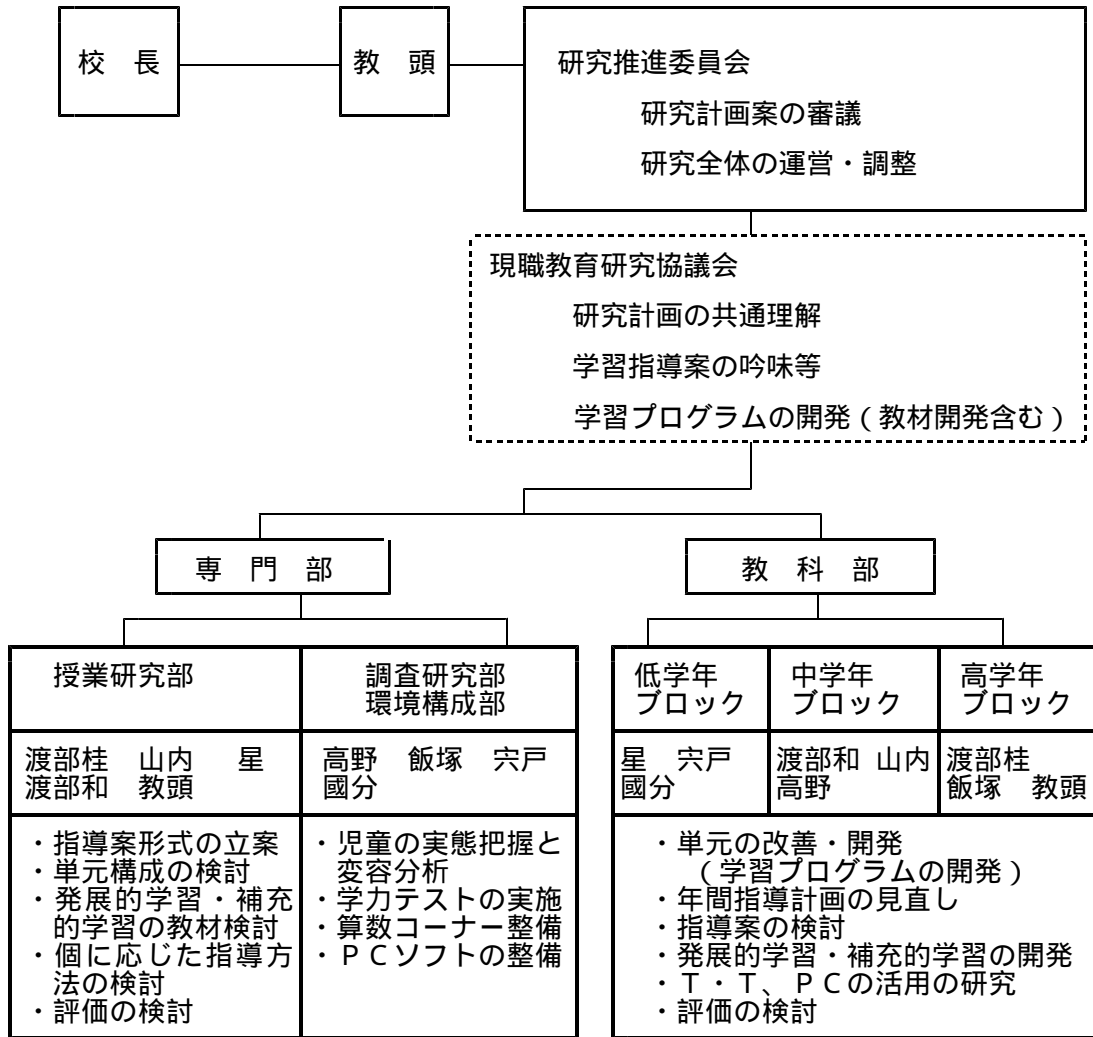 校　長
教　頭
研究推進委員会
研究計画案の審議
研究全体の運営・調整
現職教育研究協議会
研究計画の共通理解
学習指導案の吟味等
学習プログラムの開発（教材開発含む）
専　門　部
教　科　部
授業研究部
調査研究部
環境構成部
渡部桂　山内　星
渡部和　教頭
高野　飯塚　宍戸
國分
・指導案形式の立案
・単元構成の検討
・発展的学習・補充
的学習の教材検討
・個に応じた指導方
法の検討
・評価の検討
・児童の実態把握と
変容分析
・学力テストの実施
・算数コーナー整備
・ＰＣソフトの整備
低学年
ブロック
中学年
ブロック
高学年
ブロック
星　宍戸
國分
渡部和 山内
高野
渡部桂
飯塚　教頭
・単元の改善・開発
（学習プログラムの開発）
・年間指導計画の見直し
・指導案の検討
・発展的学習・補充的学習の開発
・Ｔ・Ｔ、ＰＣの活用の研究
・評価の検討